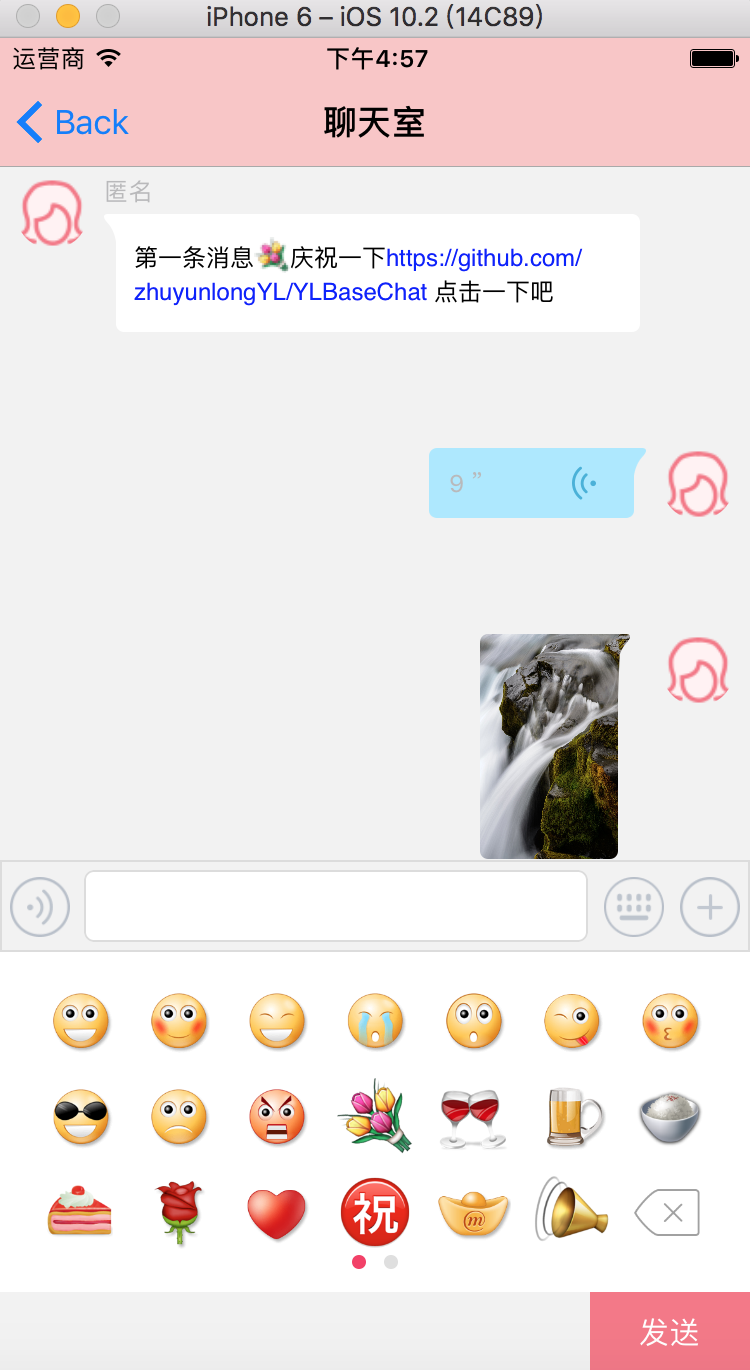 iPhone 6 – iOS 10.2 (14C89)
运营商 下午4:57
Back 聊天室
匿名
第一条消息💐庆祝一下https://github.com/
zhuyunlongYL/YLBaseChat 点击一下吧
9 ”
祝
m
发送